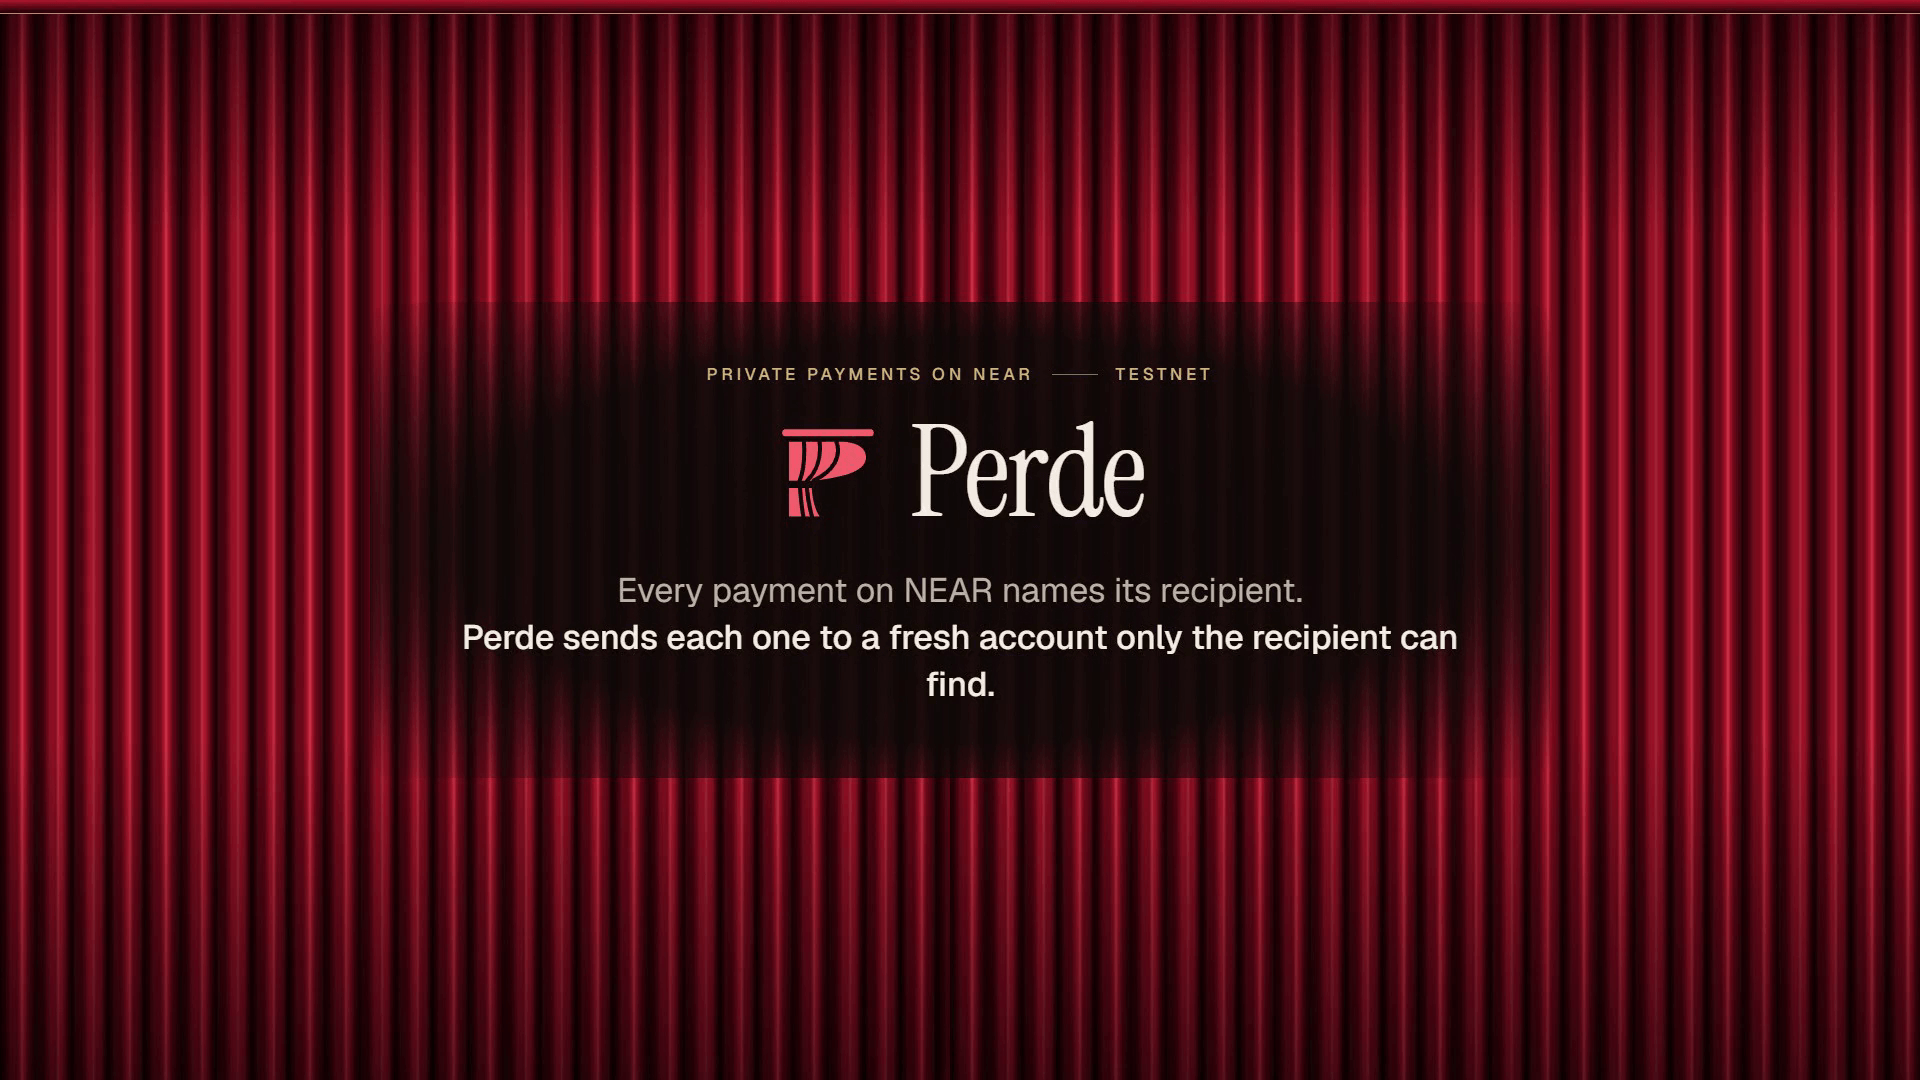 PRIVATE PAYMENTS ON NEAR —— TESTNET
Perde
Every payment on NEAR names its recipient.
Perde sends each one to a fresh account only the recipient can
find.